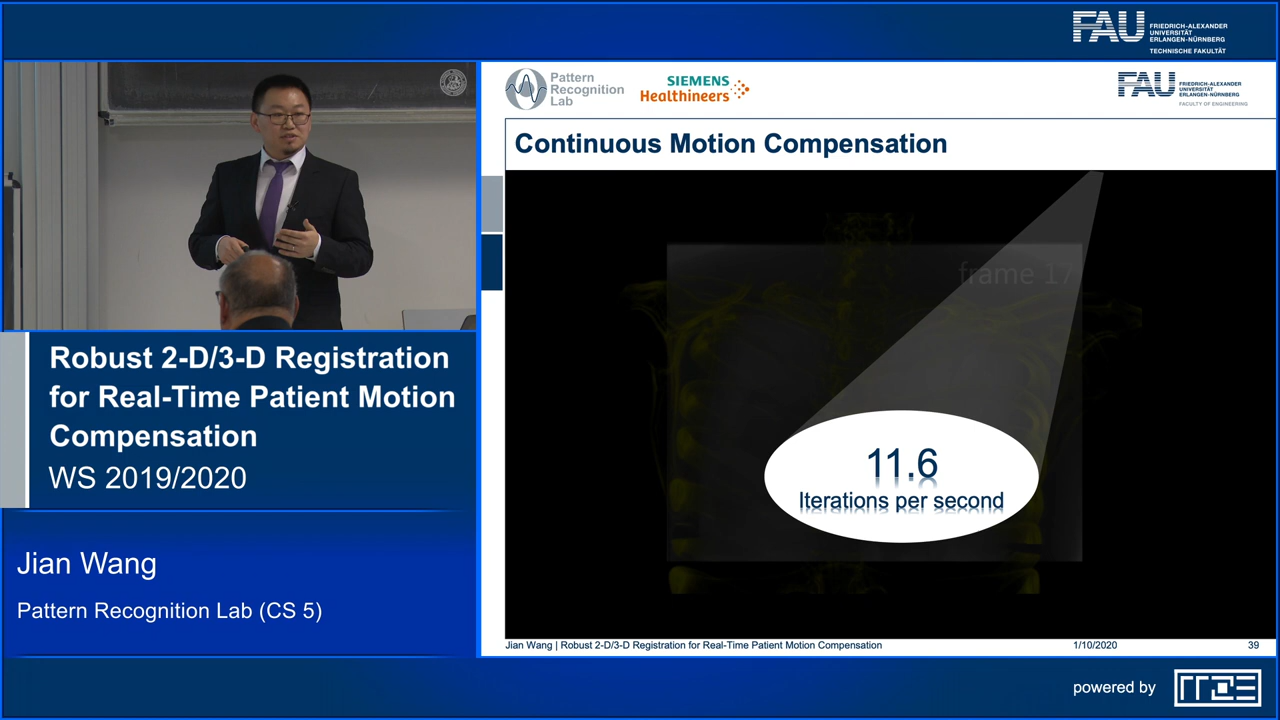 FAU
FRIEDRICH-ALEXANDER
UNIVERSITÄT
ERLANGEN-NÜRNBERG
TECHNISCHE FAKULTÄT
Pattern
Recognition
Lab
SIEMENS
Healthineers
FAU
FRIEDRICH-ALEXANDER
UNIVERSITÄT
ERLANGEN-NÜRNBERG
FACULTY OF ENGINEERING
Continuous Motion Compensation
frame 17
11.6
Iterations per second
Jian Wang | Robust 2-D/3-D Registration for Real-Time Patient Motion Compensation
1/10/2020
39
Robust 2-D/3-D Registration
for Real-Time Patient Motion
Compensation
WS 2019/2020
Jian Wang
Pattern Recognition Lab (CS 5)
powered by
RRZE